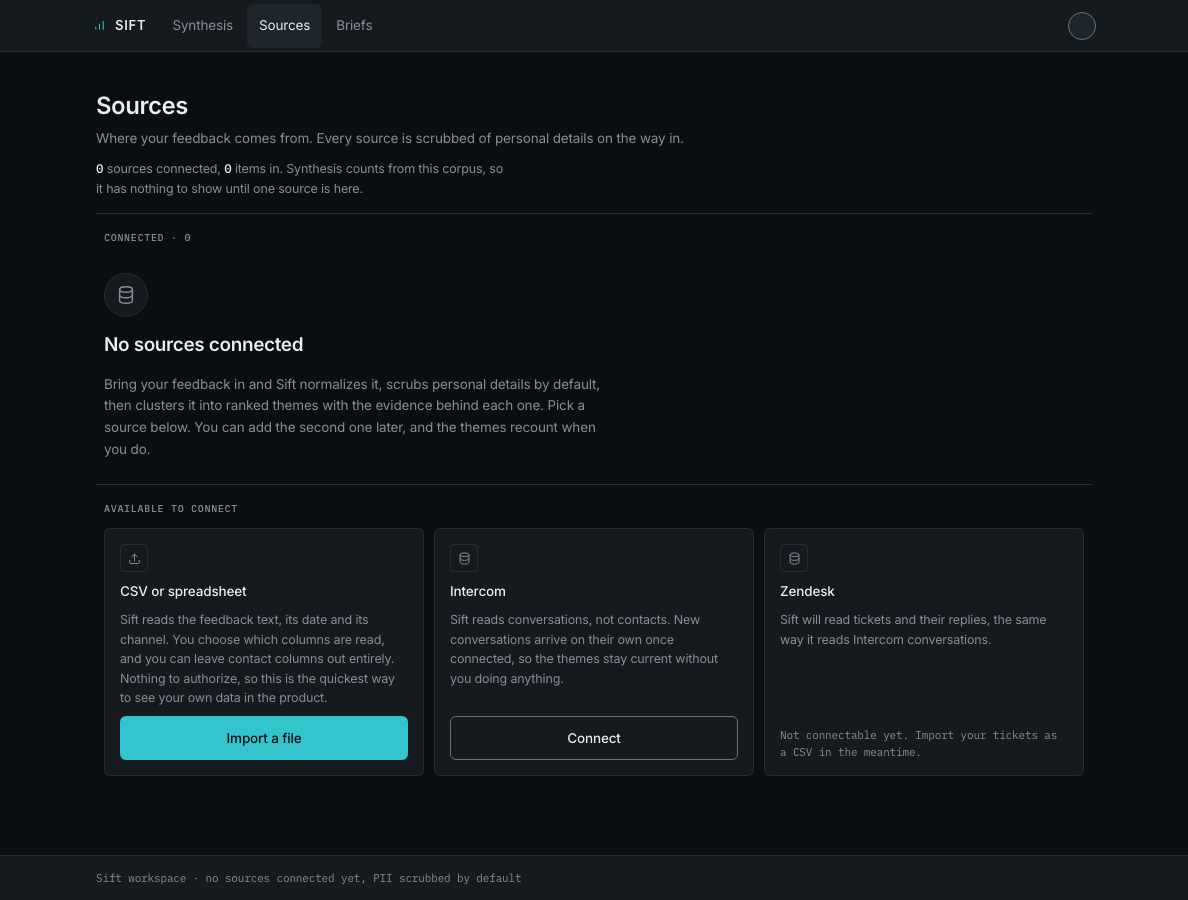 SIFT Synthesis Sources Briefs
Sources
Where your feedback comes from. Every source is scrubbed of personal details on the way in.
0 sources connected, 0 items in. Synthesis counts from this corpus, so
it has nothing to show until one source is here.
CONNECTED · 0
No sources connected
Bring your feedback in and Sift normalizes it, scrubs personal details by default,
then clusters it into ranked themes with the evidence behind each one. Pick a
source below. You can add the second one later, and the themes recount when
you do.
AVAILABLE TO CONNECT
CSV or spreadsheet
Sift reads the feedback text, its date and its
channel. You choose which columns are read,
and you can leave contact columns out entirely.
Nothing to authorize, so this is the quickest way
to see your own data in the product.
Import a file
Intercom
Sift reads conversations, not contacts. New
conversations arrive on their own once
connected, so the themes stay current without
you doing anything.
Connect
Zendesk
Sift will read tickets and their replies, the same
way it reads Intercom conversations.
Not connectable yet. Import your tickets as
a CSV in the meantime.
Sift workspace · no sources connected yet, PII scrubbed by default